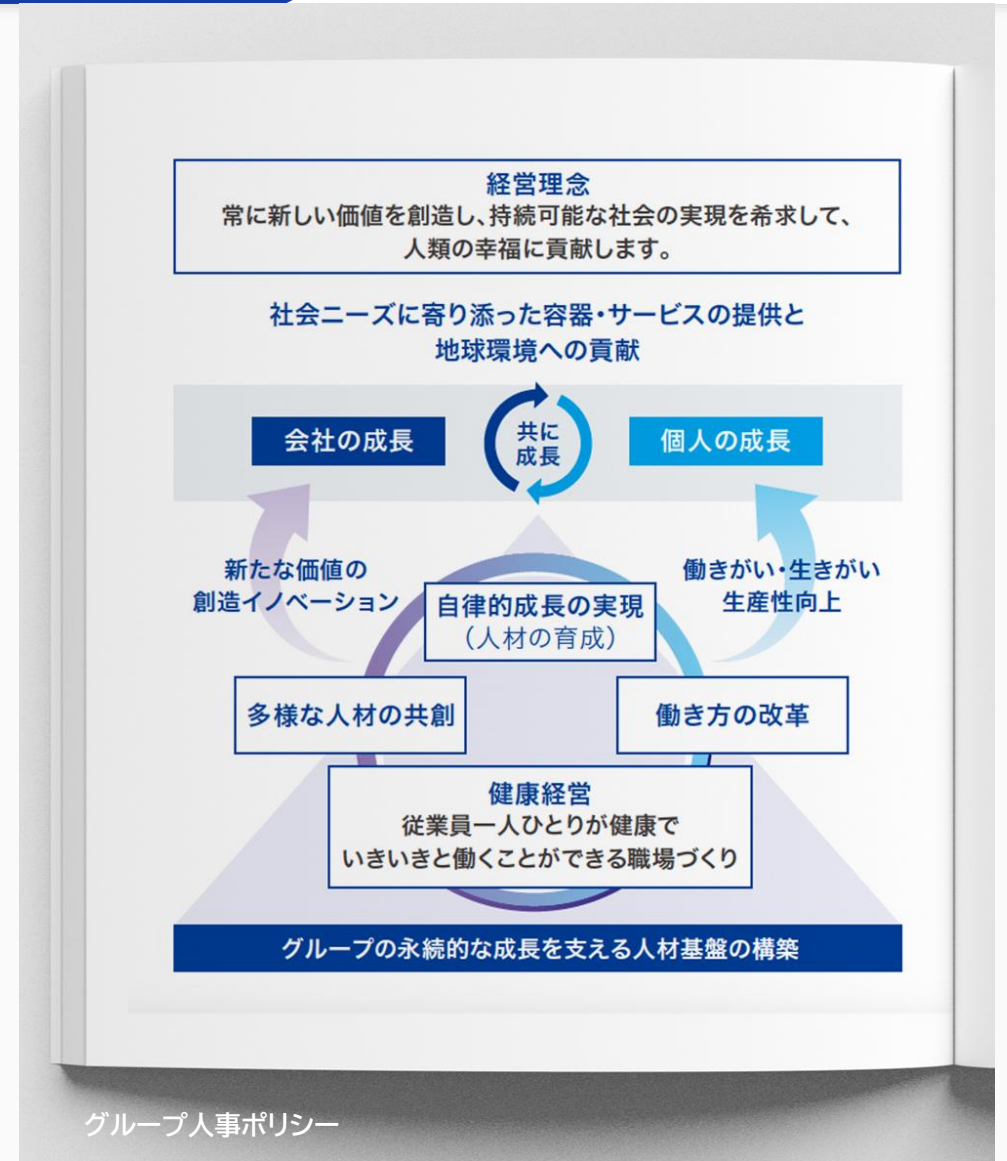 経営理念
常に新しい価値を創造し、持続可能な社会の実現を希求して、
人類の幸福に貢献します。
社会ニーズに寄り添った容器・サービスの提供と
地球環境への貢献
会社の成長
共に
成長
個人の成長
新たな価値の
創造イノベーション
働きがい・生きがい
生産性向上
自律的成長の実現
（人材の育成）
多様な人材の共創
働き方の改革
健康経営
従業員一人ひとりが健康で
いきいきと働くことができる職場づくり
グループの永続的な成長を支える人材基盤の構築
グループ人事ポリシー